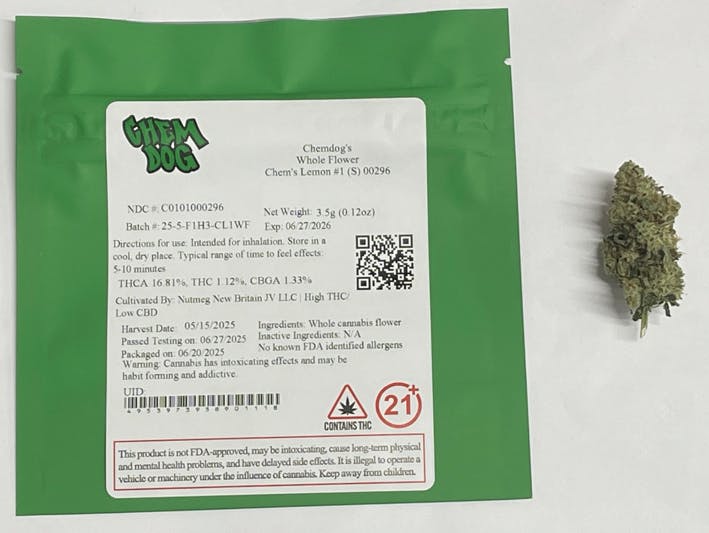 CHEM
DOG
Chemdog's
Whole Flower
Chem's Lemon #1 (S) 00296
NDC #: C0101000296
Net Weight: 3.5g (0.12oz)
Batch #: 25-5-F1H3-CL1WF
Exp: 06/27/2026
Directions for use: Intended for inhalation. Store in a
cool, dry place. Typical range of time to feel effects:
5-10 minutes
THCA 16.81%, THC 1.12%, CBGA 1.33%
Cultivated By: Nutmeg New Britain JV LLC | High THC/
Low CBD
Harvest Date: 05/15/2025
Passed Testing on: 06/27/2025
Packaged on: 06/20/2025
Ingredients: Whole cannabis flower
Inactive Ingredients: N/A
No known FDA identified allergens
Warning: Cannabis has intoxicating effects and may be
habit forming and addictive.
UID:
4953973958901118
CONTAINS THC
21+
This product is not FDA-approved, may be intoxicating, cause long-term physical
and mental health problems, and have delayed side effects. It is illegal to operate a
vehicle or machinery under the influence of cannabis. Keep away from children.